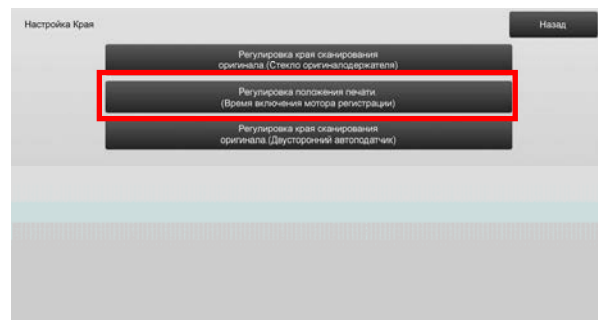 Настройка Края
Назад
Регулировка края сканирования
оригинала.(Стекло оригиналодержателя)
Регулировка положения печати
(Время включения мотора регистрации)
Регулировка края сканирования
оригинала.(Двусторонний автоподатчик)